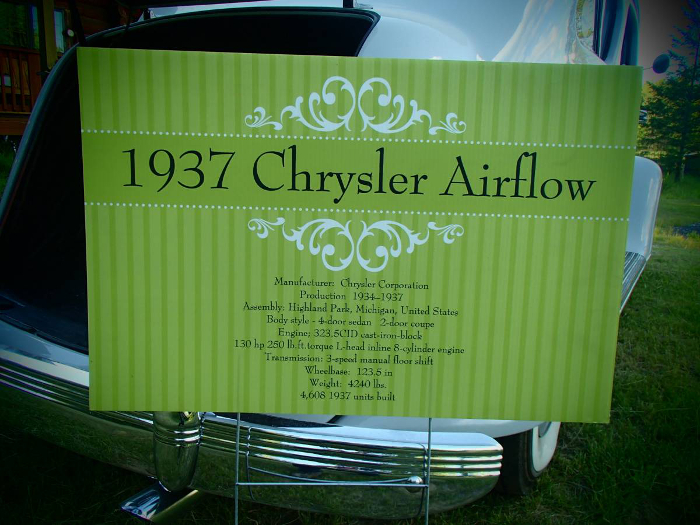 1937 Chrysler Airflow
Manufacturer: Chrysler Corporation
Production 1934-1937
Assembly: Highland Park, Michigan, United States
Body style - 4-door sedan 2-door coupe
Engine; 323.5CID cast-iron-block
130 hp 250 lb.ft.torque L-head inline 8-cylinder engine
Transmission: 3-speed manual floor shift
Wheelbase: 123.5 in
Weight: 4240 lbs.
4,608 1937 units built